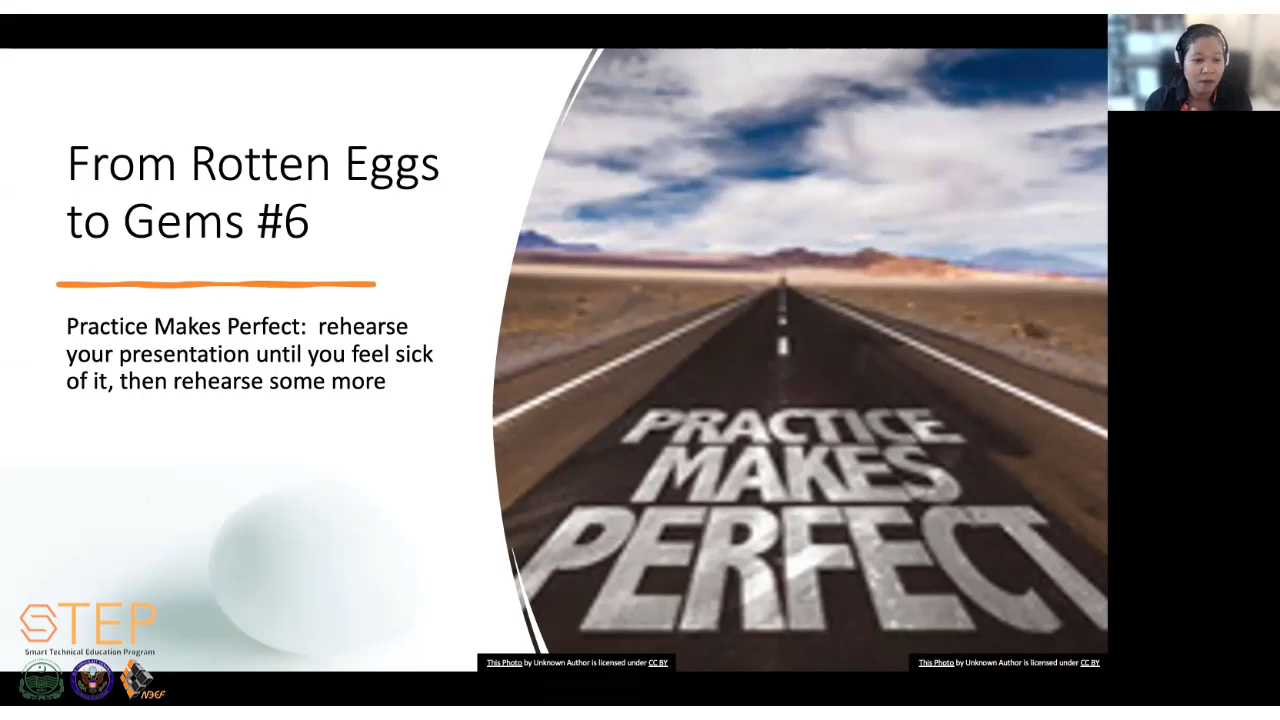 From Rotten Eggs
to Gems #6
Practice Makes Perfect: rehearse
your presentation until you feel sick
of it, then rehearse some more
PRACTICE
MAKES
PERFECT
STEP
Smart Technical Education Program
NBEF
This Photo by Unknown Author is licensed under CC BY
This Photo by Unknown Author is licensed under CC BY